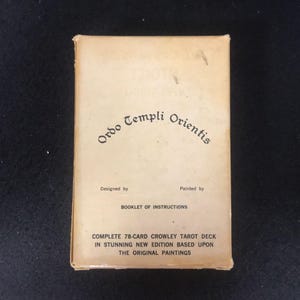 Ordo Templi Orientis
Designed by Painted by
BOOKLET OF INSTRUCTIONS
COMPLETE 78-CARD CROWLEY TAROT DECK
IN STUNNING NEW EDITION BASED UPON
THE ORIGINAL PAINTINGS